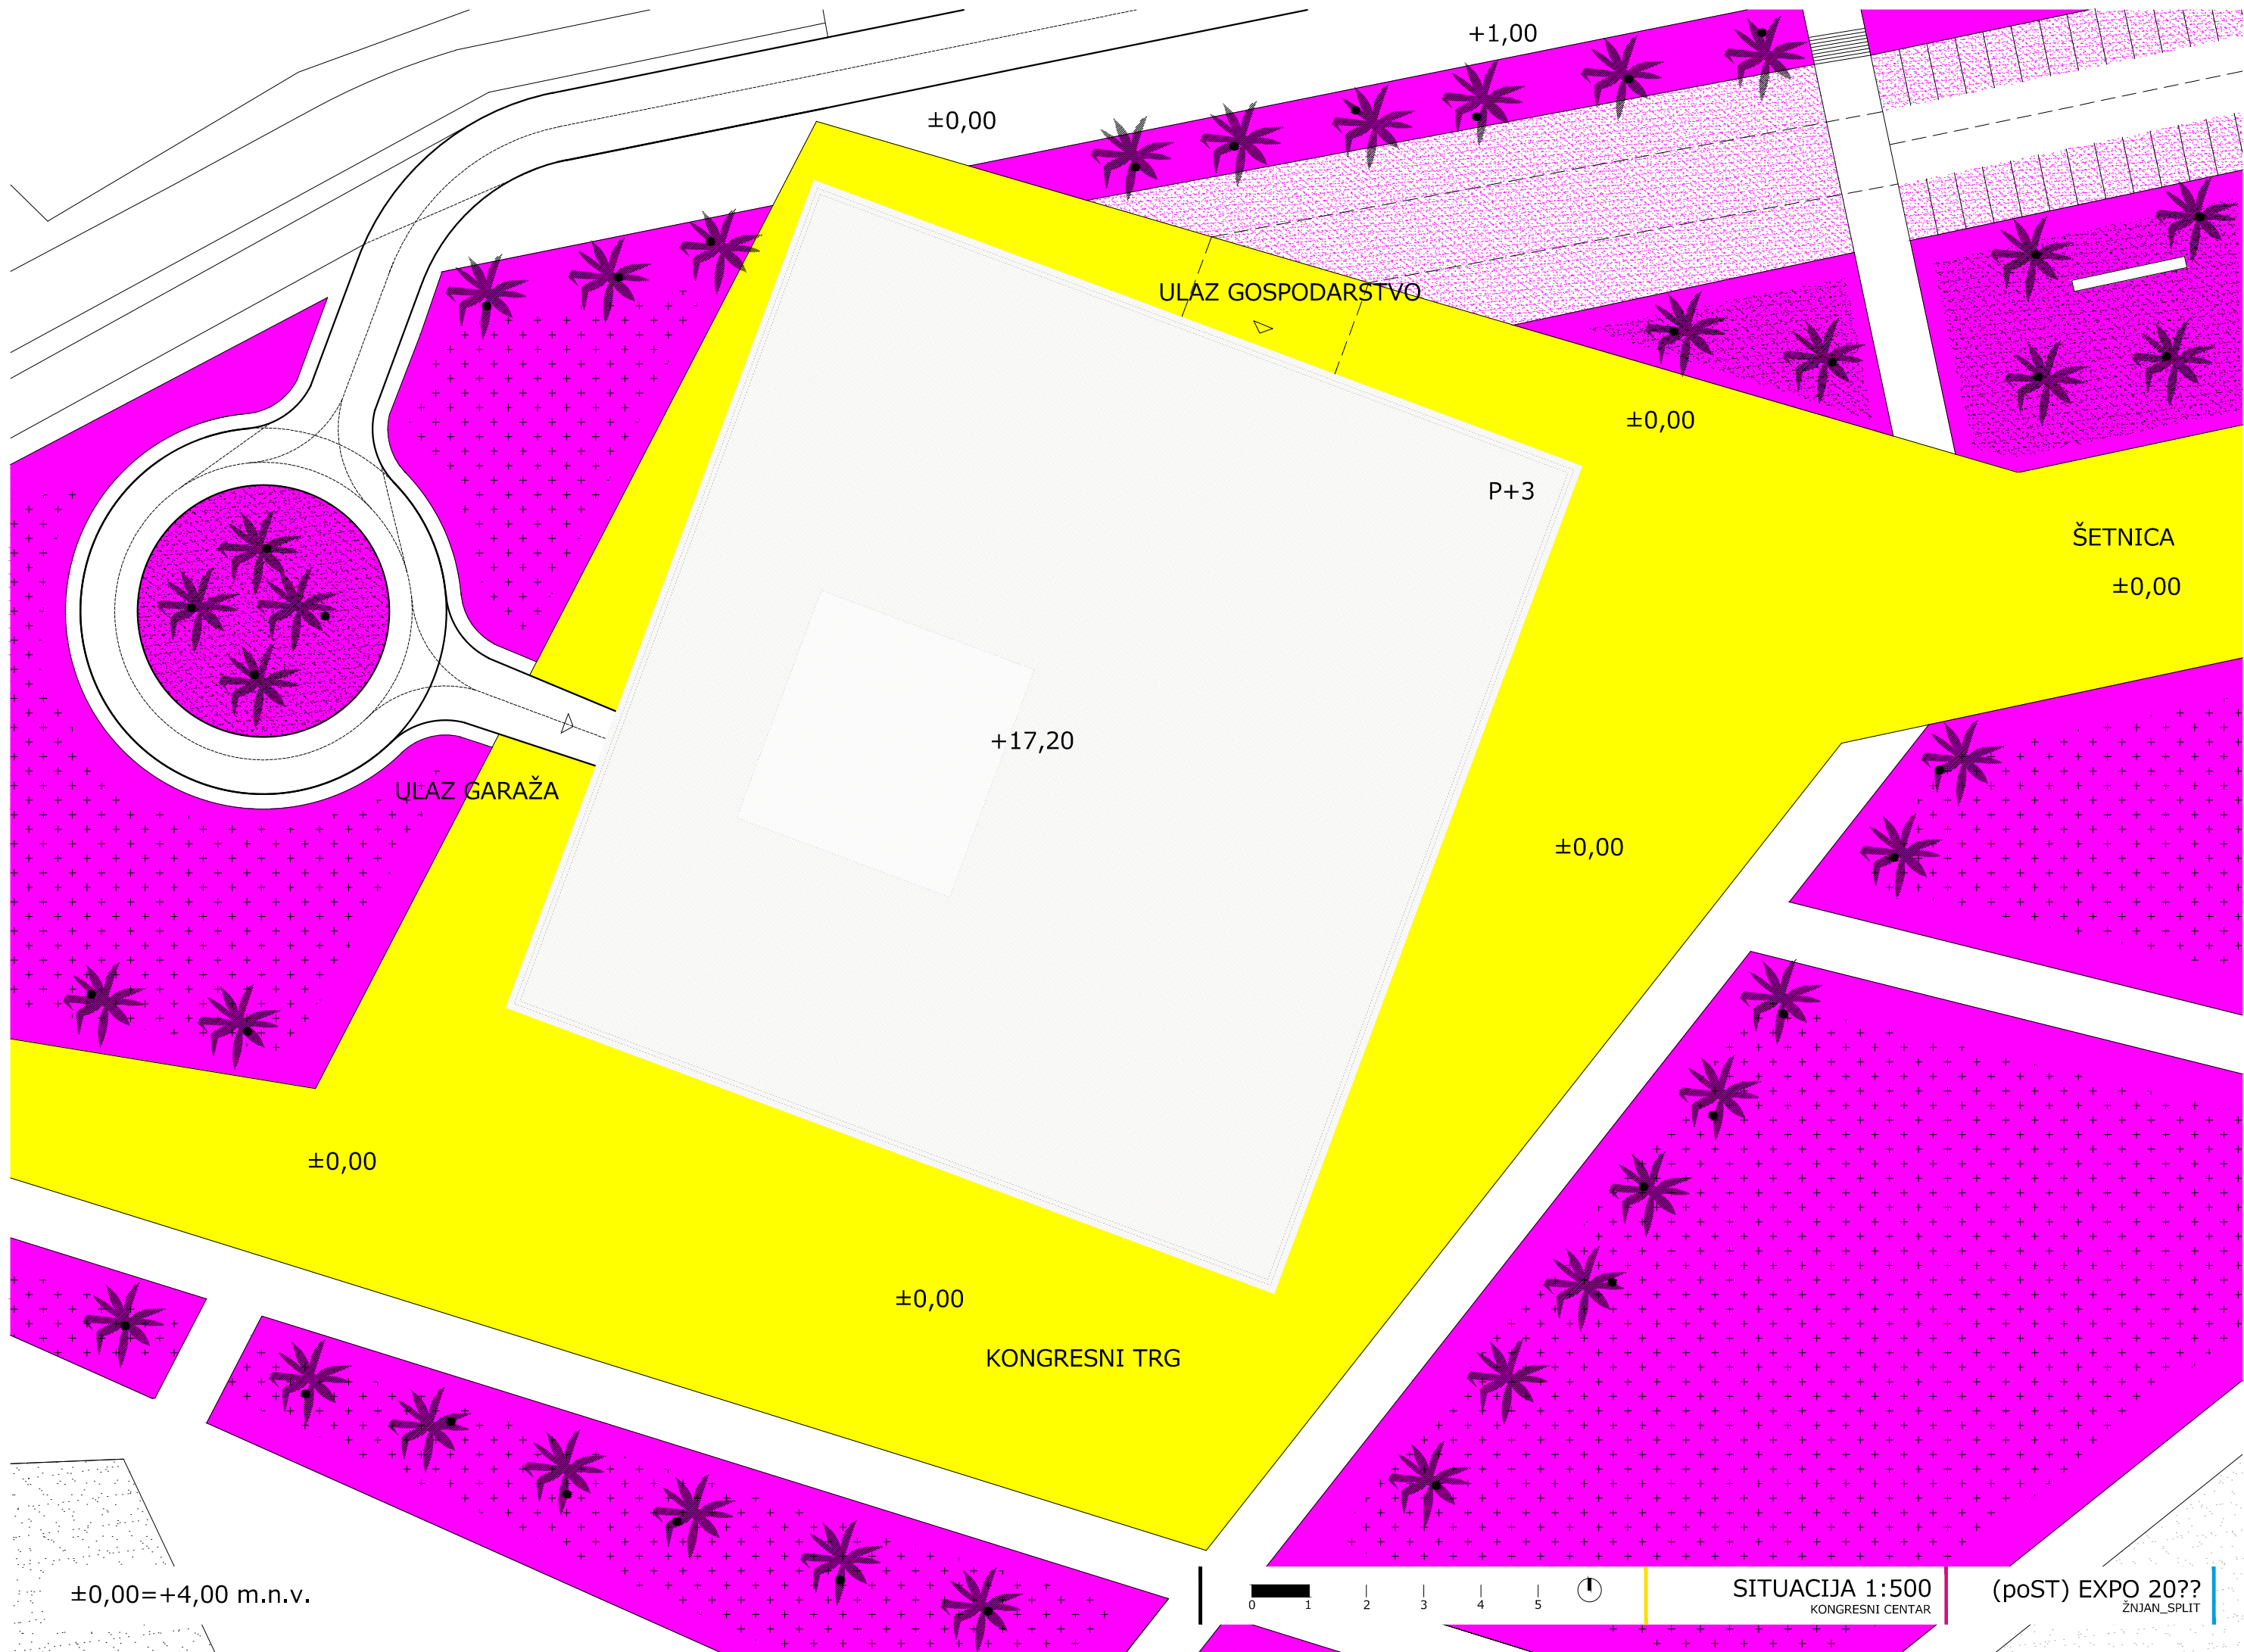 +1,00
±0,00
ULAZ GOSPODARSTVO
±0,00
P+3
ŠETNICA
±0,00
+17,20
ULAZ GARAŽA
±0,00
±0,00
±0,00
KONGRESNI TRG
±0,00=+4,00 m.n.v.
0 1 2 3 4 5
SITUACIJA 1:500
KONGRESNI CENTAR
(poST) EXPO 20??
ŽNJAN_SPLIT